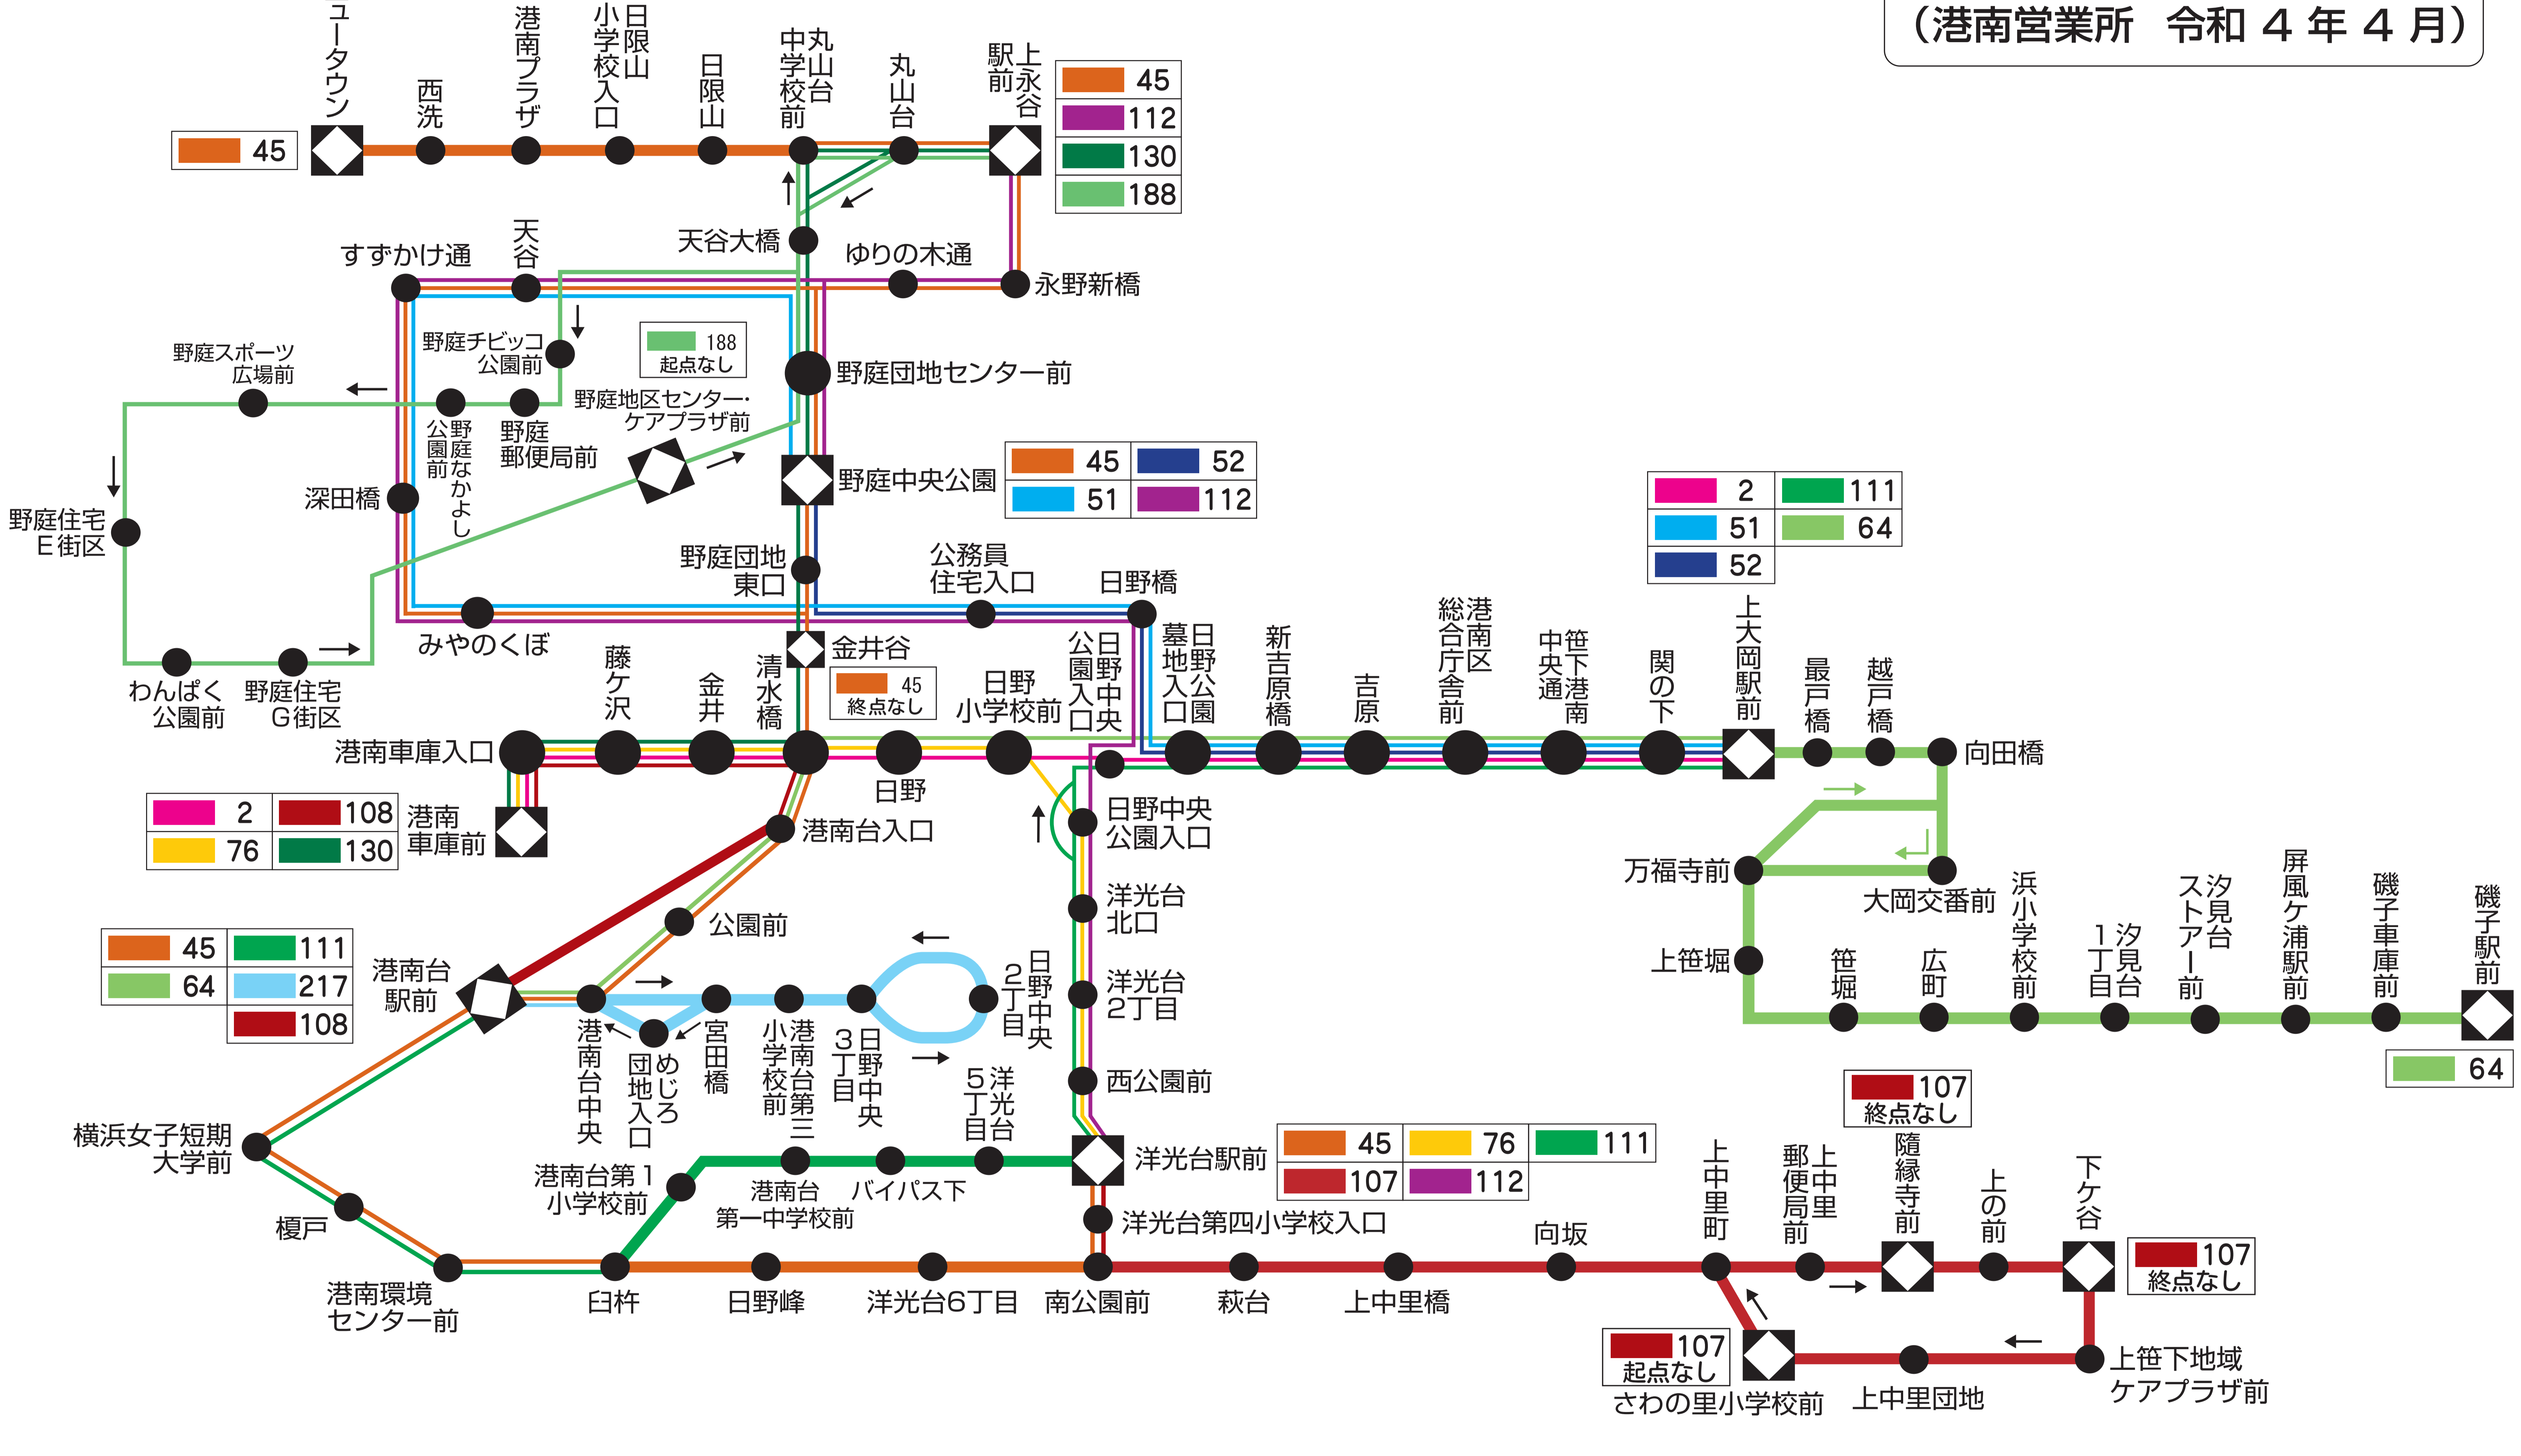 （港南営業所 令和 4 年 4 月）
ュータウン
西洗
港南プラザ
日限山
小学校入口
日限山
丸山台
中学校前
丸山台
上永谷
駅前
45
112
130
188
45
天谷大橋
すずかけ通
天谷
ゆりの木通
永野新橋
野庭スポーツ
広場前
野庭チビッコ
公園前
188
起点なし
野庭団地センター前
野庭地区センター・
ケアプラザ前
野庭なかよし
公園前
野庭
郵便局前
深田橋
野庭中央公園
45
52
51
112
野庭住宅
E街区
野庭団地
東口
公務員
住宅入口
日野橋
2
111
51
64
52
みやのくぼ
金井谷
45
終点なし
わんぱく
公園前
野庭住宅
G街区
港南車庫入口
藤ケ沢
金井
清水橋
日野
日野
小学校前
日野中央
公園入口
日野公園
墓地入口
新吉原橋
吉原
港南区
総合庁舎前
笹下港南
中央通
関の下
上大岡駅前
最戸橋
越戸橋
向田橋
2
108
76
130
港南
車庫前
港南台入口
日野中央
公園入口
万福寺前
大岡交番前
公園前
洋光台
北口
上笹堀
笹堀
広町
浜小学校前
汐見台
1丁目
汐見台
ストアー前
屏風ケ浦駅前
磯子車庫前
磯子駅前
64
45
111
64
217
108
港南台
駅前
港南台中央
めじろ
団地入口
宮田橋
港南台第三
小学校前
日野中央
3丁目
日野中央
2丁目
洋光台
2丁目
西公園前
横浜女子短期
大学前
榎戸
港南環境
センター前
港南台第1
小学校前
港南台
第一中学校前
バイパス下
洋光台
5丁目
洋光台駅前
45
76
111
107
112
洋光台第四小学校入口
臼杵
日野峰
洋光台6丁目
南公園前
萩台
上中里橋
向坂
上中里町
上中里
郵便局前
107
終点なし
随縁寺前
上の前
下ケ谷
107
終点なし
107
起点なし
さわの里小学校前
上中里団地
上笹下地域
ケアプラザ前